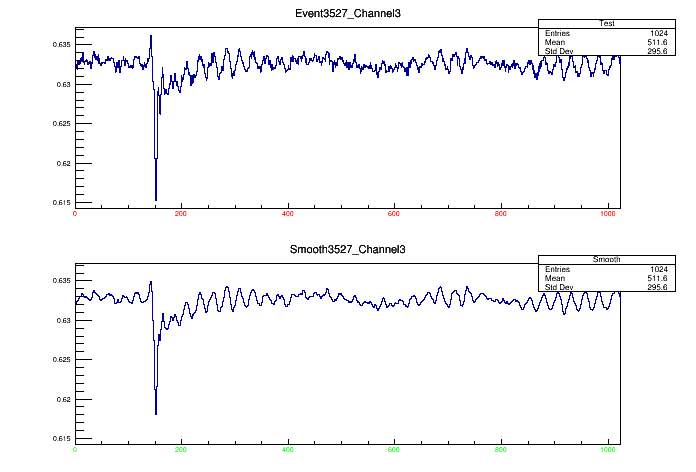 Event3527_Channel3
Test
Entries 1024
Mean 511.6
Std Dev 295.6
0.635
0.63
0.625
0.62
0.615
0 200 400 600 800 1000
Smooth3527_Channel3
Smooth
Entries 1024
Mean 511.6
Std Dev 295.6
0.635
0.63
0.625
0.62
0.615
0 200 400 600 800 1000